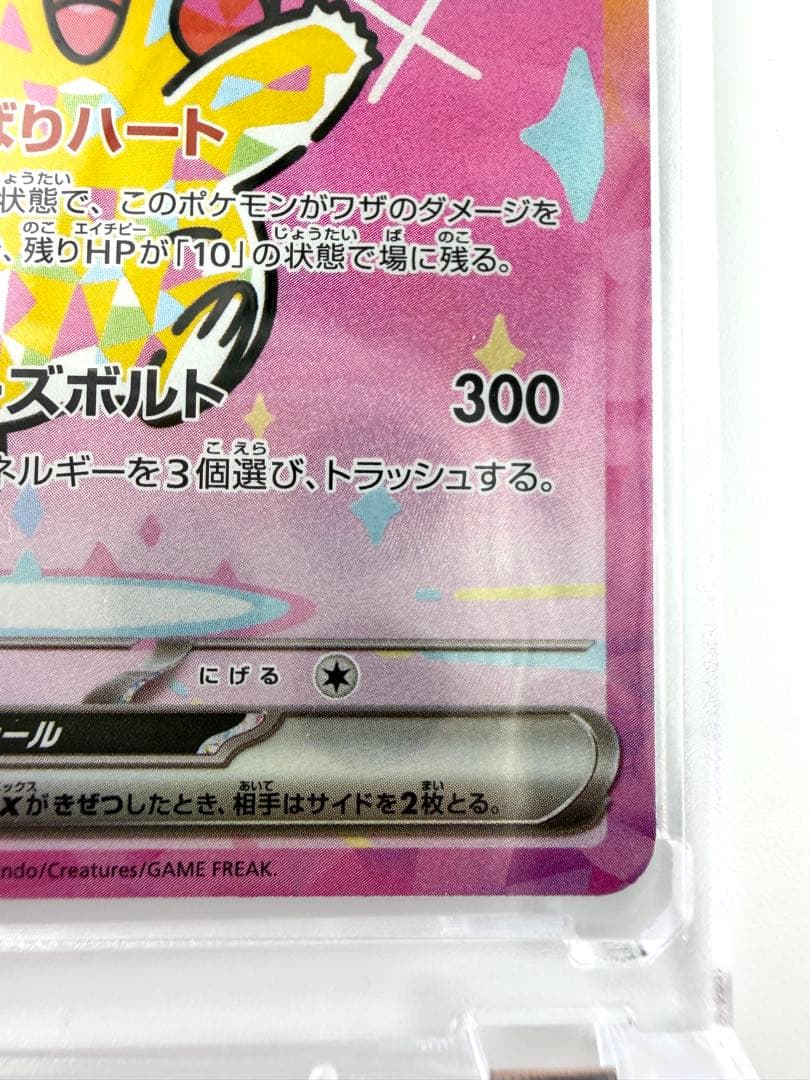 ばりハート
状態で、このポケモンがワザのダメージを
、残りHPが「10」の状態で場に残る。
ーズボルト 300
ネルギーを3個選び、トラッシュする。
にげる
ール
xがきぜつしたとき、相手はサイドを2枚とる。
ndo/Creatures/GAME FREAK.